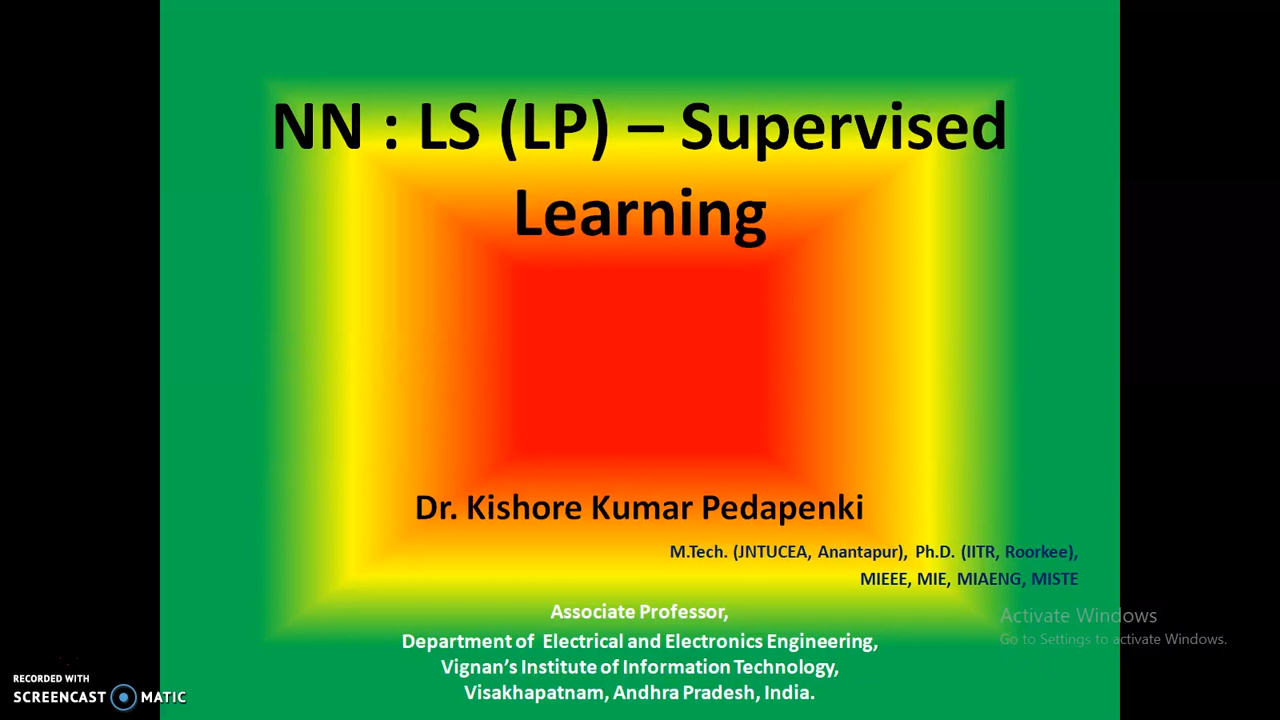 NN : LS (LP) – Supervised
Learning
Dr. Kishore Kumar Pedapenki
M.Tech. (JNTUCEA, Anantapur), Ph.D. (IITR, Roorkee),
MIEEE, MIE, MIAENG, MISTE
Associate Professor,
Department of Electrical and Electronics Engineering,
Vignan’s Institute of Information Technology,
Visakhapatnam, Andhra Pradesh, India.
Activate Windows
Go to Settings to activate Windows.
RECORDED WITH
SCREENCAST MATIC